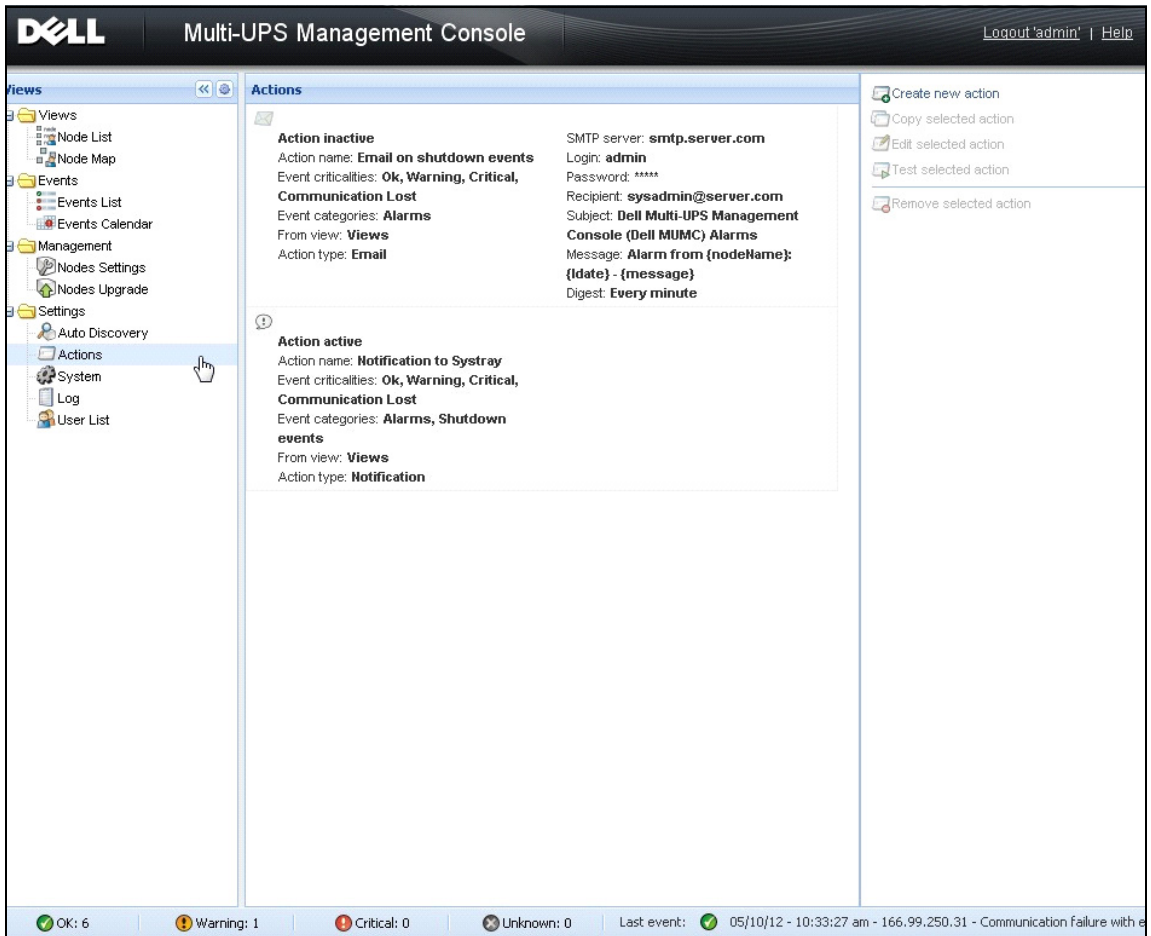 DELL
Multi-UPS Management Console
Logout 'admin' | Help
Views
Views
Node List
Node Map
Events
Events List
Events Calendar
Management
Nodes Settings
Nodes Upgrade
Settings
Auto Discovery
Actions
System
Log
User List
Actions
Action inactive
Action name: Email on shutdown events
Event criticalities: Ok, Warning, Critical,
Communication Lost
Event categories: Alarms
From view: Views
Action type: Email
SMTP server: smtp.server.com
Login: admin
Password: *****
Recipient: sysadmin@server.com
Subject: Dell Multi-UPS Management
Console (Dell MUMC) Alarms
Message: Alarm from {nodeName}:
{ldate} - {message}
Digest: Every minute
Action active
Action name: Notification to Systray
Event criticalities: Ok, Warning, Critical,
Communication Lost
Event categories: Alarms, Shutdown
events
From view: Views
Action type: Notification
Create new action
Copy selected action
Edit selected action
Test selected action
Remove selected action
OK: 6
Warning: 1
Critical: 0
Unknown: 0
Last event: 05/10/12 - 10:33:27 am - 166.99.250.31 - Communication failure with e